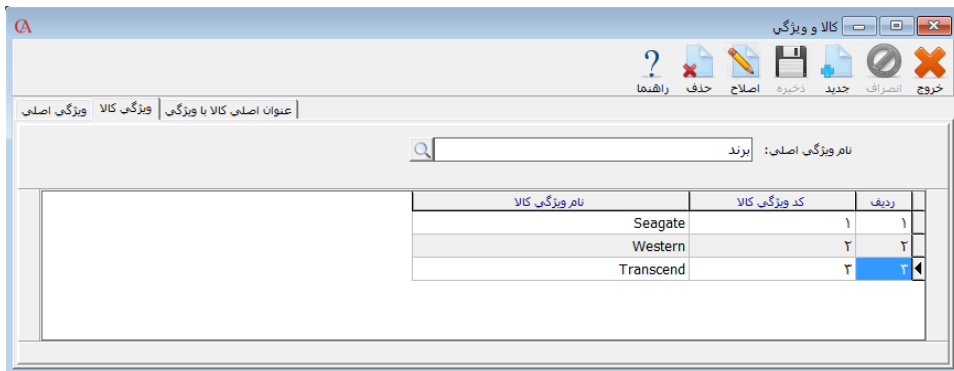 کالا و ویژگی
خروج انصراف جدید ذخیره اصلاح حذف راهنما
ویژگی اصلی ویژگی کالا عنوان اصلی کالا با ویژگی
نام ویژگی اصلی: برند
ردیف کد ویژگی کالا نام ویژگی کالا
۱ ۱ Seagate
۲ ۲ Western
۳ ۳ Transcend